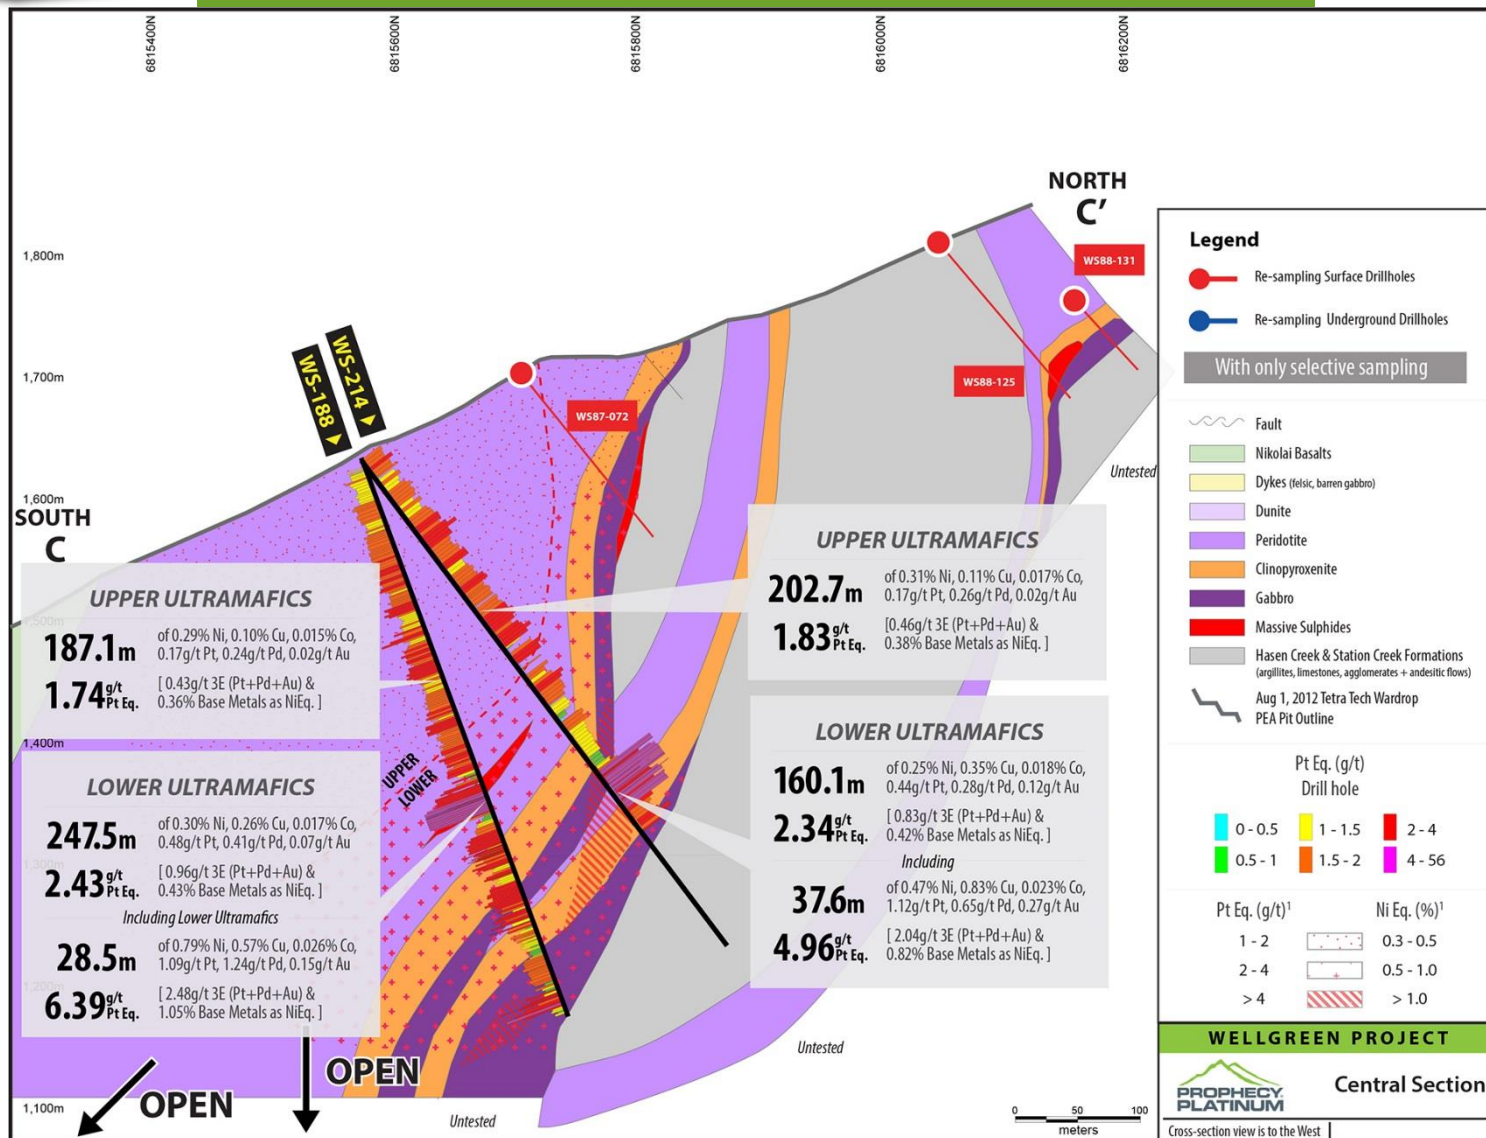 6815400N
6815600N
6815800N
6816000N
6816200N
NORTH
C'
1,800m
1,700m
1,600m
1,500m
1,400m
1,300m
1,200m
1,100m
SOUTH
C
WS-188
WS-214
WS87-072
WS88-125
WS88-131
Untested
UPPER ULTRAMAFICS
187.1m
of 0.29% Ni, 0.10% Cu, 0.015% Co,
0.17g/t Pt, 0.24g/t Pd, 0.02g/t Au
1.74 g/t Pt Eq.
[ 0.43g/t 3E (Pt+Pd+Au) &
0.36% Base Metals as NiEq. ]
LOWER ULTRAMAFICS
247.5m
of 0.30% Ni, 0.26% Cu, 0.017% Co,
0.48g/t Pt, 0.41g/t Pd, 0.07g/t Au
2.43 g/t Pt Eq.
[ 0.96g/t 3E (Pt+Pd+Au) &
0.43% Base Metals as NiEq. ]
Including Lower Ultramafics
28.5m
of 0.79% Ni, 0.57% Cu, 0.026% Co,
1.09g/t Pt, 1.24g/t Pd, 0.15g/t Au
6.39 g/t Pt Eq.
[ 2.48g/t 3E (Pt+Pd+Au) &
1.05% Base Metals as NiEq. ]
UPPER
LOWER
UPPER ULTRAMAFICS
202.7m
of 0.31% Ni, 0.11% Cu, 0.017% Co,
0.17g/t Pt, 0.26g/t Pd, 0.02g/t Au
1.83 g/t Pt Eq.
[0.46g/t 3E (Pt+Pd+Au) &
0.38% Base Metals as NiEq. ]
LOWER ULTRAMAFICS
160.1m
of 0.25% Ni, 0.35% Cu, 0.018% Co,
0.44g/t Pt, 0.28g/t Pd, 0.12g/t Au
2.34 g/t Pt Eq.
[ 0.83g/t 3E (Pt+Pd+Au) &
0.42% Base Metals as NiEq. ]
Including
37.6m
of 0.47% Ni, 0.83% Cu, 0.023% Co,
1.12g/t Pt, 0.65g/t Pd, 0.27g/t Au
4.96 g/t Pt Eq.
[ 2.04g/t 3E (Pt+Pd+Au) &
0.82% Base Metals as NiEq. ]
OPEN
OPEN
Untested
Untested
0 50 100
meters
Legend
Re-sampling Surface Drillholes
Re-sampling Underground Drillholes
With only selective sampling
Fault
Nikolai Basalts
Dykes (felsic, barren gabbro)
Dunite
Peridotite
Clinopyroxenite
Gabbro
Massive Sulphides
Hasen Creek & Station Creek Formations
(argillites, limestones, agglomerates + andesitic flows)
Aug 1, 2012 Tetra Tech Wardrop
PEA Pit Outline
Pt Eq. (g/t)
Drill hole
0 - 0.5
1 - 1.5
2 - 4
0.5 - 1
1.5 - 2
4 - 56
Pt Eq. (g/t)¹ Ni Eq. (%)¹
1 - 2 0.3 - 0.5
2 - 4 0.5 - 1.0
> 4 > 1.0
WELLGREEN PROJECT
PROPHECY
PLATINUM
Central Section
Cross-section view is to the West